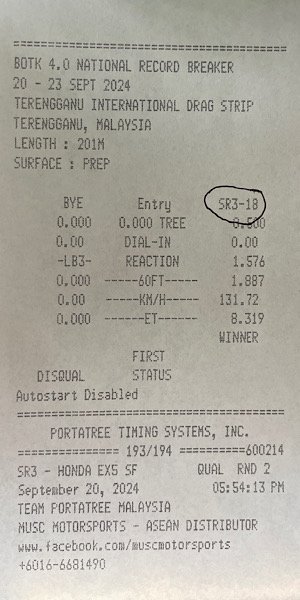 ================================
BOTK 4.0 NATIONAL RECORD BREAKER
20 - 23 SEPT 2024
TERENGGANU INTERNATIONAL DRAG STRIP
TERENGGANU, MALAYSIA
LENGTH : 201M
SURFACE : PREP
BYE Entry SR3-18
0.000 0.000 TREE 0.500
0.00 DIAL-IN 0.00
-LB3- REACTION 1.576
0.000 -----60FT----- 1.887
0.00 -----KM/H----- 131.72
0.000 ------ET------ 8.319
WINNER
FIRST
DISQUAL STATUS
Autostart Disabled
================================
PORTATREE TIMING SYSTEMS, INC.
============== 193/194 ==========600214
SR3 - HONDA EX5 SF QUAL RND 2
September 20, 2024 05:54:13 PM
TEAM PORTATREE MALAYSIA
MUSC MOTORSPORTS - ASEAN DISTRIBUTOR
www.facebook.com/muscmotorsports
+6016-6681490